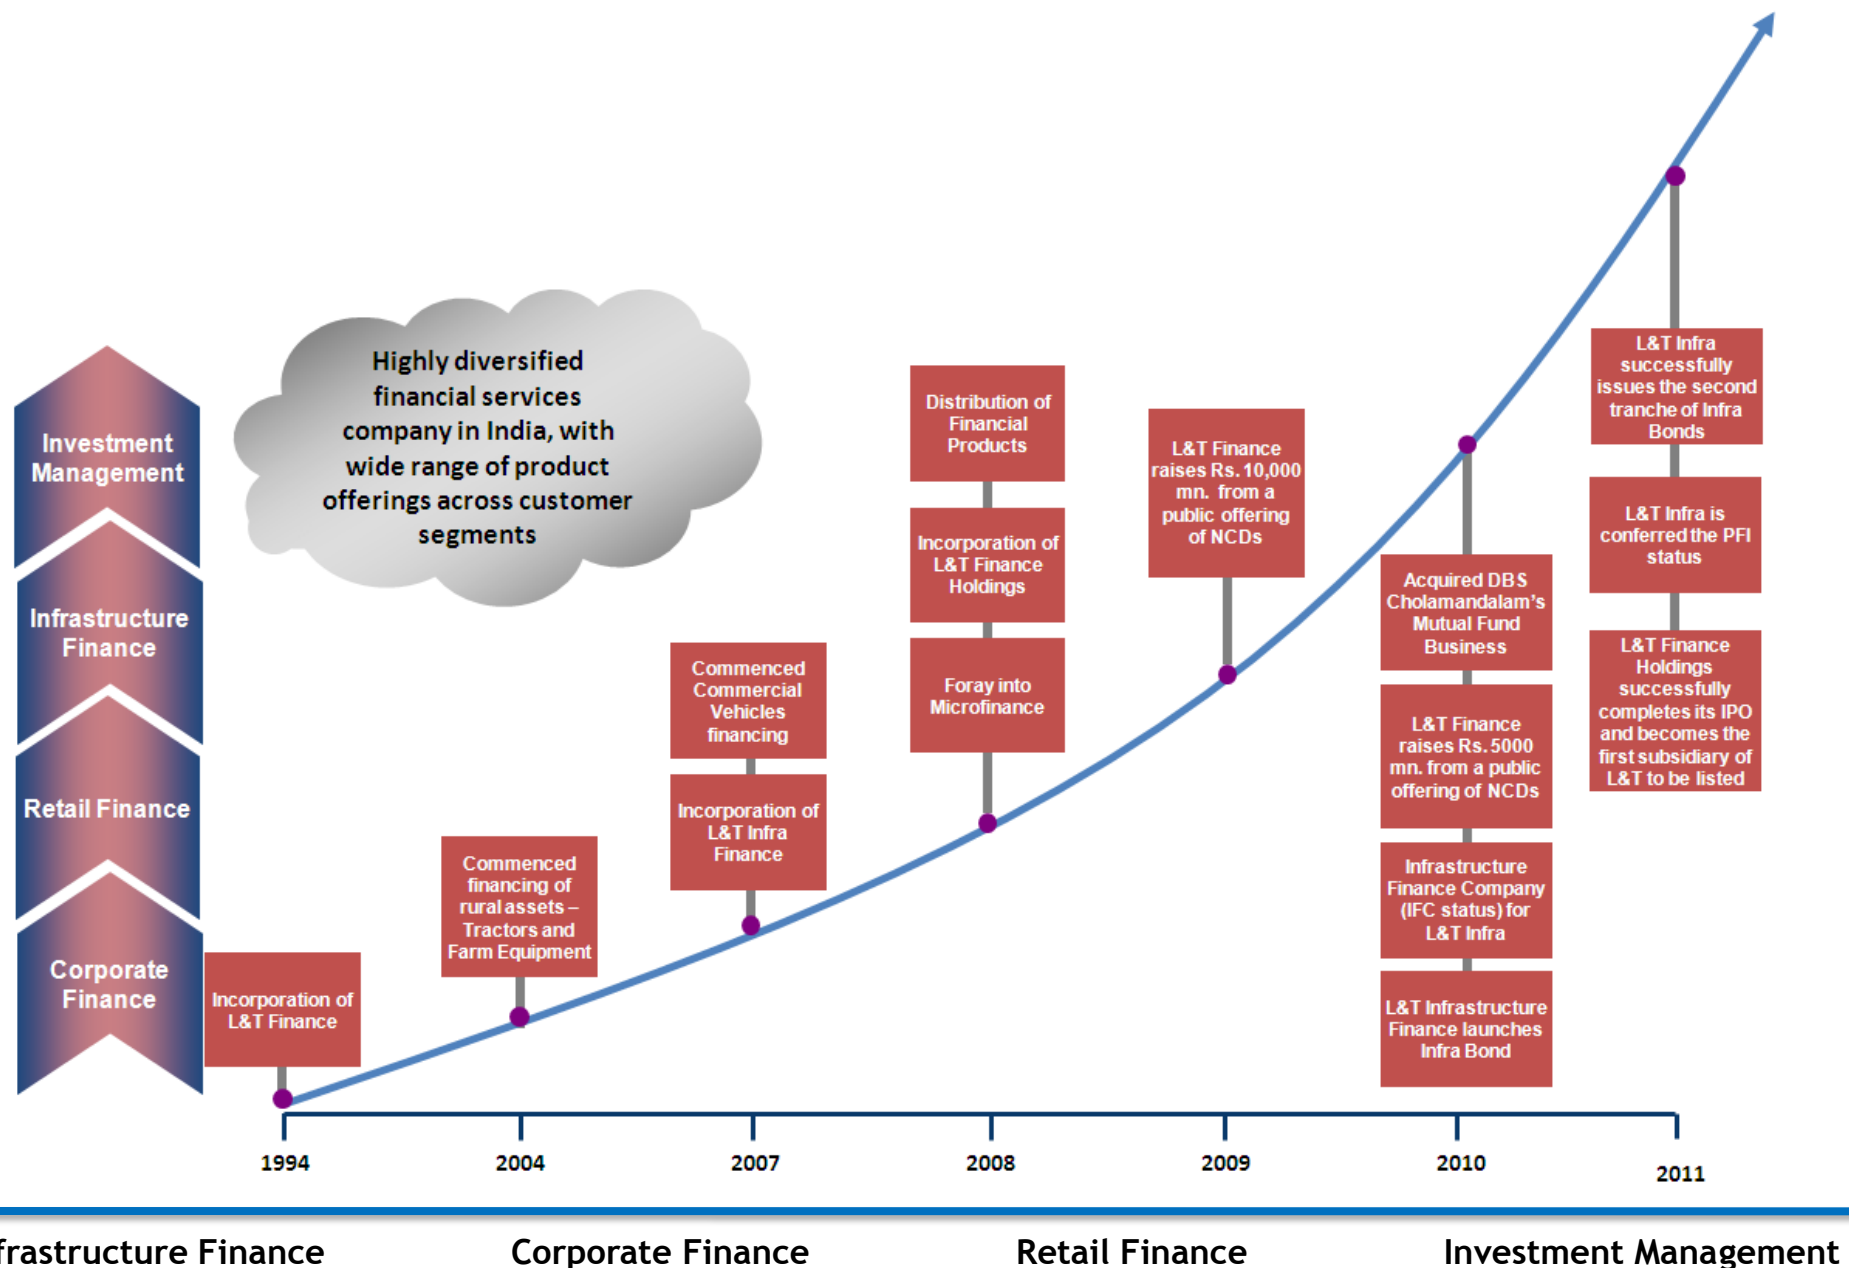 Highly diversified
financial services
company in India, with
wide range of product
offerings across customer
segments
Investment
Management
Infrastructure
Finance
Retail Finance
Corporate
Finance
Incorporation of
L&T Finance
Commenced
financing of
rural assets –
Tractors and
Farm Equipment
Commenced
Commercial
Vehicles
financing
Incorporation of
L&T Infra
Finance
Distribution of
Financial
Products
Incorporation of
L&T Finance
Holdings
Foray into
Microfinance
L&T Finance
raises Rs. 10,000
mn. from a
public offering
of NCDs
Acquired DBS
Cholamandalam’s
Mutual Fund
Business
L&T Finance
raises Rs. 5000
mn. from a public
offering of NCDs
Infrastructure
Finance Company
(IFC status) for
L&T Infra
L&T Infrastructure
Finance launches
Infra Bond
L&T Infra
successfully
issues the second
tranche of Infra
Bonds
L&T Infra is
conferred the PFI
status
L&T Finance
Holdings
successfully
completes its IPO
and becomes the
first subsidiary of
L&T to be listed
1994
2004
2007
2008
2009
2010
2011
frastructure Finance
Corporate Finance
Retail Finance
Investment Management